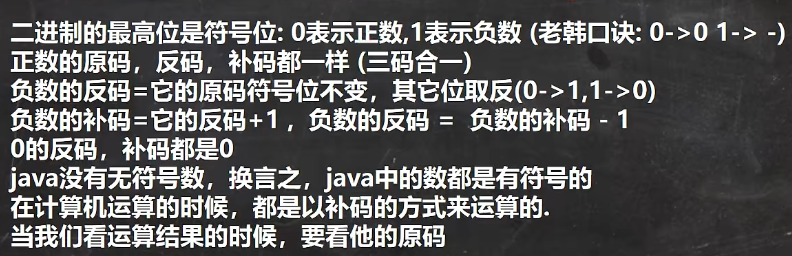 二进制的最高位是符号位: 0表示正数,1表示负数 (老韩口诀: 0->0 1-> -)
正数的原码，反码，补码都一样 (三码合一)
负数的反码=它的原码符号位不变，其它位取反(0->1,1->0)
负数的补码=它的反码+1 ，负数的反码 = 负数的补码 - 1
0的反码，补码都是0
java没有无符号数，换言之，java中的数都是有符号的
在计算机运算的时候，都是以补码的方式来运算的.
当我们看运算结果的时候，要看他的原码